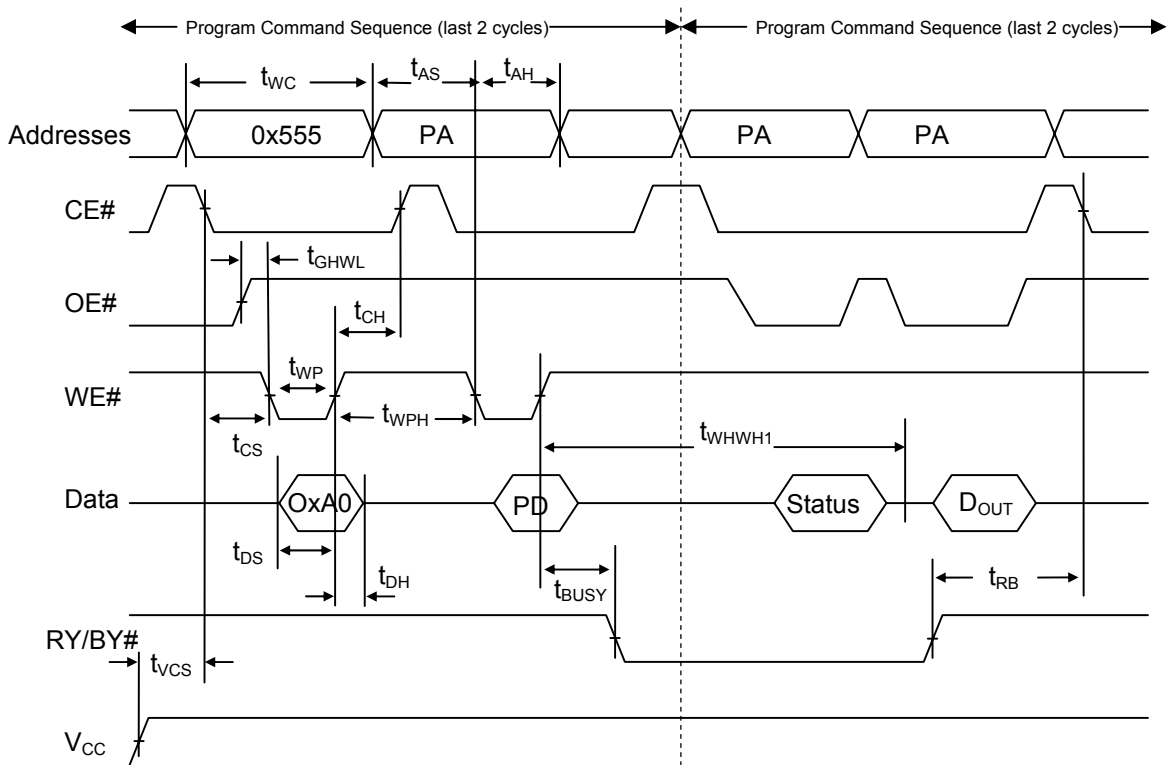 Program Command Sequence (last 2 cycles) Program Command Sequence (last 2 cycles)
tWC tAS tAH
Addresses 0x555 PA PA PA
CE#
tGHWL
OE#
tCH
tWP
WE#
tWPH
tCS tWHWH1
Data OxA0 PD Status DOUT
tDS tDH tBUSY tRB
RY/BY#
tVCS
VCC